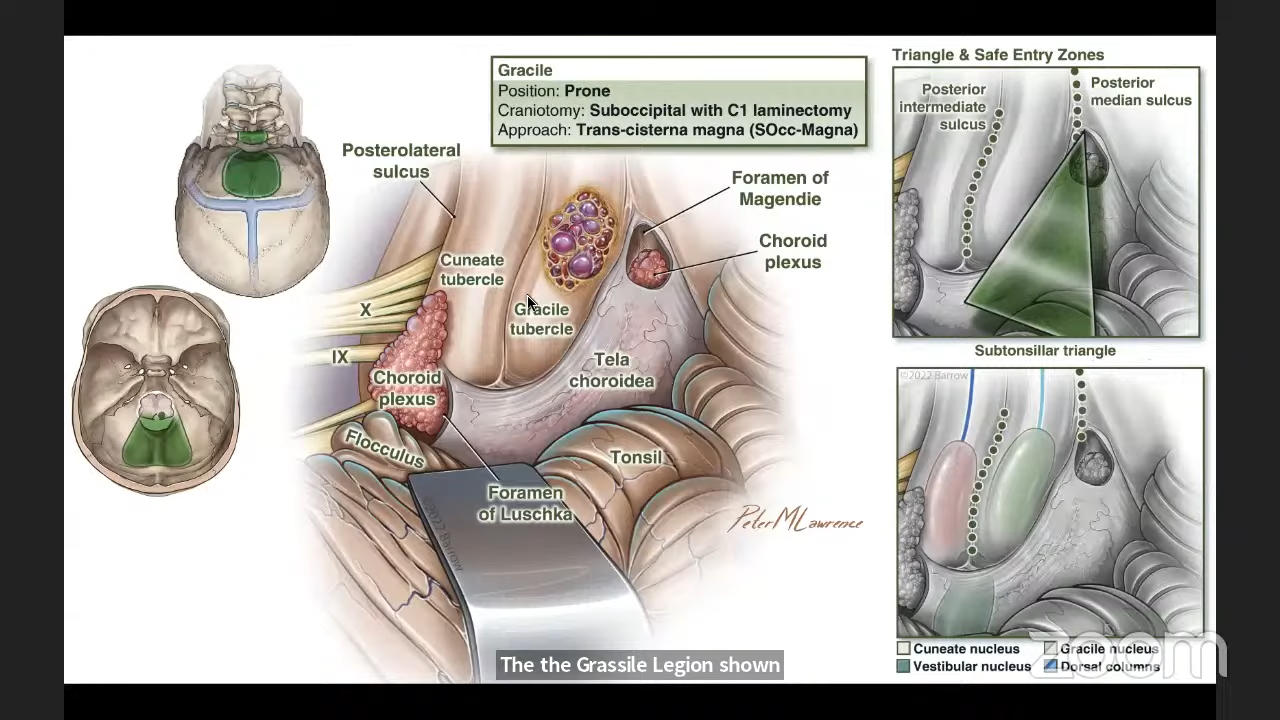 Gracile
Position: Prone
Craniotomy: Suboccipital with C1 laminectomy
Approach: Trans-cisterna magna (SOcc-Magna)
Posterolateral
sulcus
Foramen of
Magendie
Choroid
plexus
Cuneate
tubercle
Gracile
tubercle
X
IX
Choroid
plexus
Tela
choroidea
Flocculus
Tonsil
Foramen
of Luschka
©2022 Barrow
PeterMLawrence
Triangle & Safe Entry Zones
Posterior
intermediate
sulcus
Posterior
median sulcus
Subtonsillar triangle
©2022 Barrow
Cuneate nucleus
Gracile nucleus
Vestibular nucleus
Dorsal columns
zoom
The the Grassile Legion shown